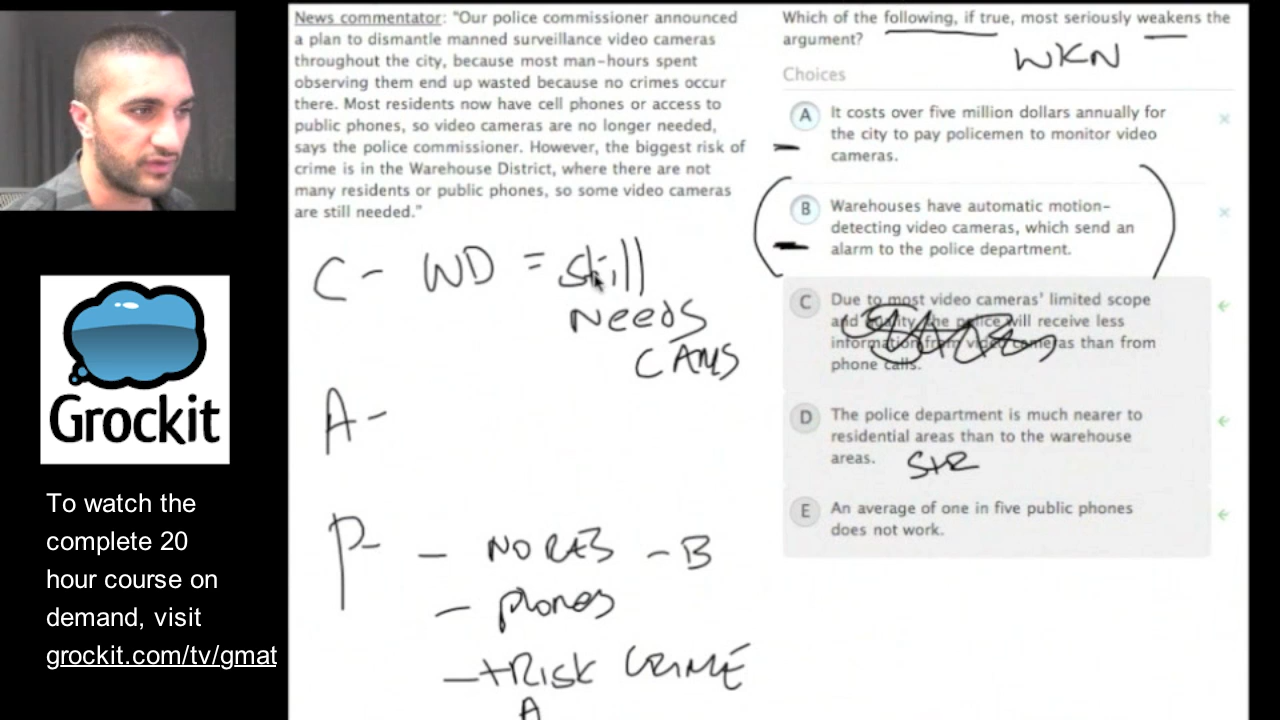 News commentator: "Our police commissioner announced
a plan to dismantle manned surveillance video cameras
throughout the city, because most man-hours spent
observing them end up wasted because no crimes occur
there. Most residents now have cell phones or access to
public phones, so video cameras are no longer needed,
says the police commissioner. However, the biggest risk of
crime is in the Warehouse District, where there are not
many residents or public phones, so some video cameras
are still needed."
C - WD = still
Needs
CAMS
A -
P - - NO RES - B
- phones
- +RISK CRIME
A
Which of the following, if true, most seriously weakens the
argument?
WKN
Choices
A It costs over five million dollars annually for
the city to pay policemen to monitor video
cameras.
B Warehouses have automatic motion-
detecting video cameras, which send an
alarm to the police department.
C Due to most video cameras' limited scope
and quality, the police will receive less
information from video cameras than from
phone calls.
D The police department is much nearer to
residential areas than to the warehouse
areas. STR
E An average of one in five public phones
does not work.
Grockit
To watch the
complete 20
hour course on
demand, visit
grockit.com/tv/gmat